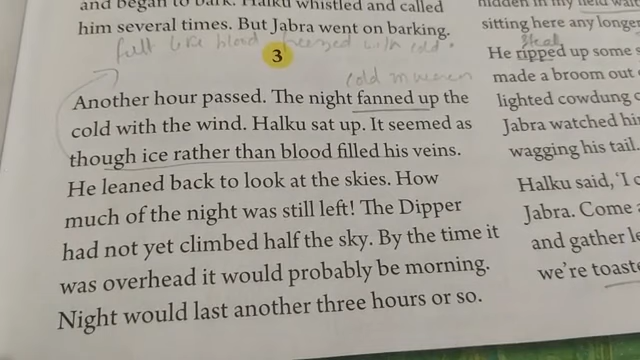 and began to bark. Halku whistled and called
him several times. But Jabra went on barking.
felt like blood freezed with cold.
3
cold
Another hour passed. The night fanned up the
cold with the wind. Halku sat up. It seemed as
though ice rather than blood filled his veins.
He leaned back to look at the skies. How
much of the night was still left! The Dipper
had not yet climbed half the sky. By the time it
was overhead it would probably be morning.
Night would last another three hours or so.
hidden in my field
sitting here any longer
steal
He ripped up some
made a broom out
lighted cowdung
Jabra watched
wagging his tail.
Halku said, ‘I
Jabra. Come
and gather
we’re